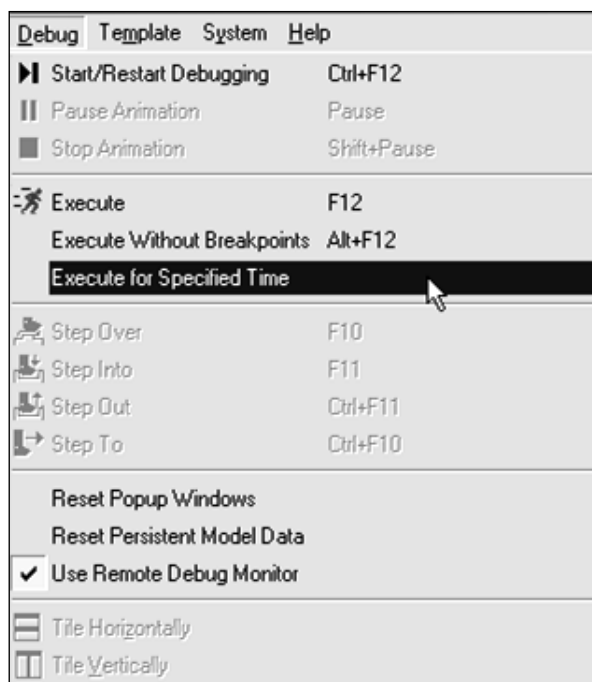 Debug Template System Help
Start/Restart Debugging Ctrl+F12
Pause Animation Pause
Stop Animation Shift+Pause
Execute F12
Execute Without Breakpoints Alt+F12
Execute for Specified Time
Step Over F10
Step Into F11
Step Out Ctrl+F11
Step To Ctrl+F10
Reset Popup Windows
Reset Persistent Model Data
Use Remote Debug Monitor
Tile Horizontally
Tile Vertically